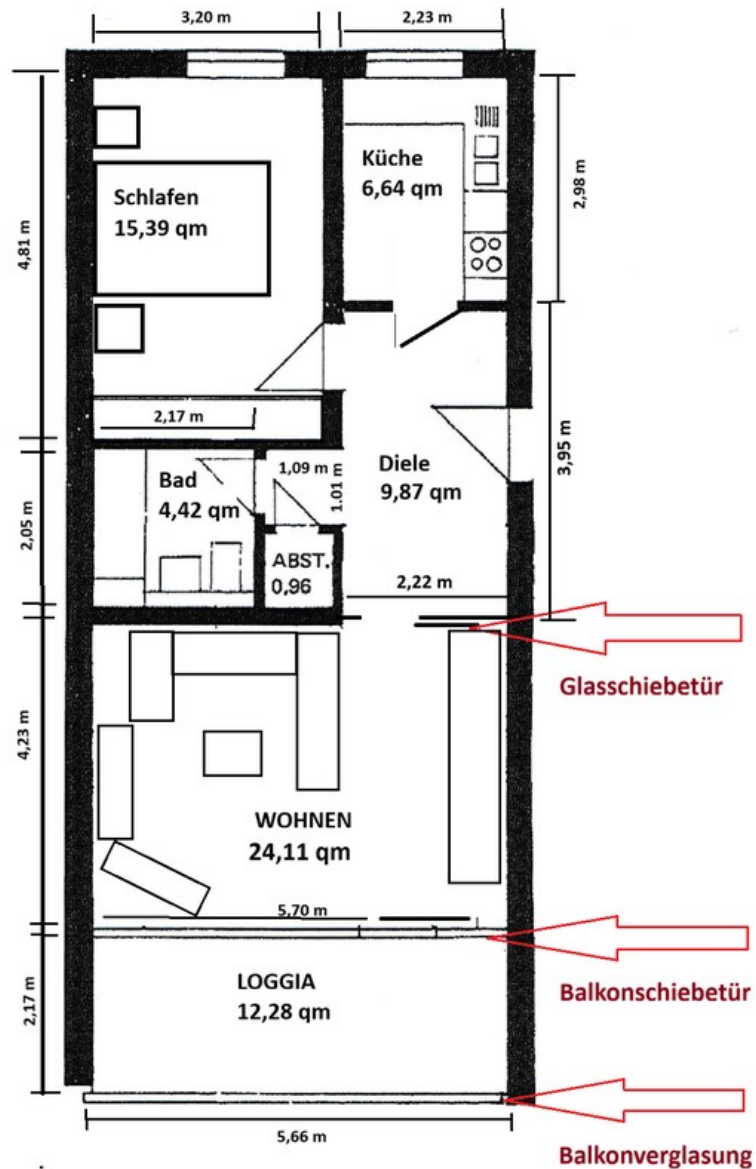 3,20 m
2,23 m
4,81 m
Schlafen
15,39 qm
Küche
6,64 qm
2,98 m
2,17 m
2,05 m
Bad
4,42 qm
1,09 m
1.01 m
Diele
9,87 qm
3,95 m
ABST.
0,96
2,22 m
Glasschiebetür
4,23 m
WOHNEN
24,11 qm
5,70 m
Balkonschiebetür
2,17 m
LOGGIA
12,28 qm
5,66 m
Balkonverglasung